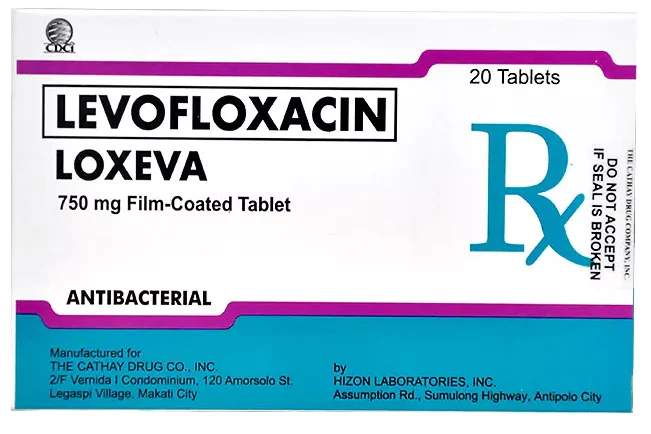 CDCi
20 Tablets
LEVOFLOXACIN
LOXEVA
750 mg Film-Coated Tablet
Rx
DO NOT ACCEPT
IF SEAL IS BROKEN
THE CATHAY DRUG COMPANY, INC.
ANTIBACTERIAL
Manufactured for
THE CATHAY DRUG CO., INC.
2/F Vernida I Condominium, 120 Amorsolo St.
Legaspi Village, Makati City
by
HIZON LABORATORIES, INC.
Assumption Rd., Sumulong Highway, Antipolo City